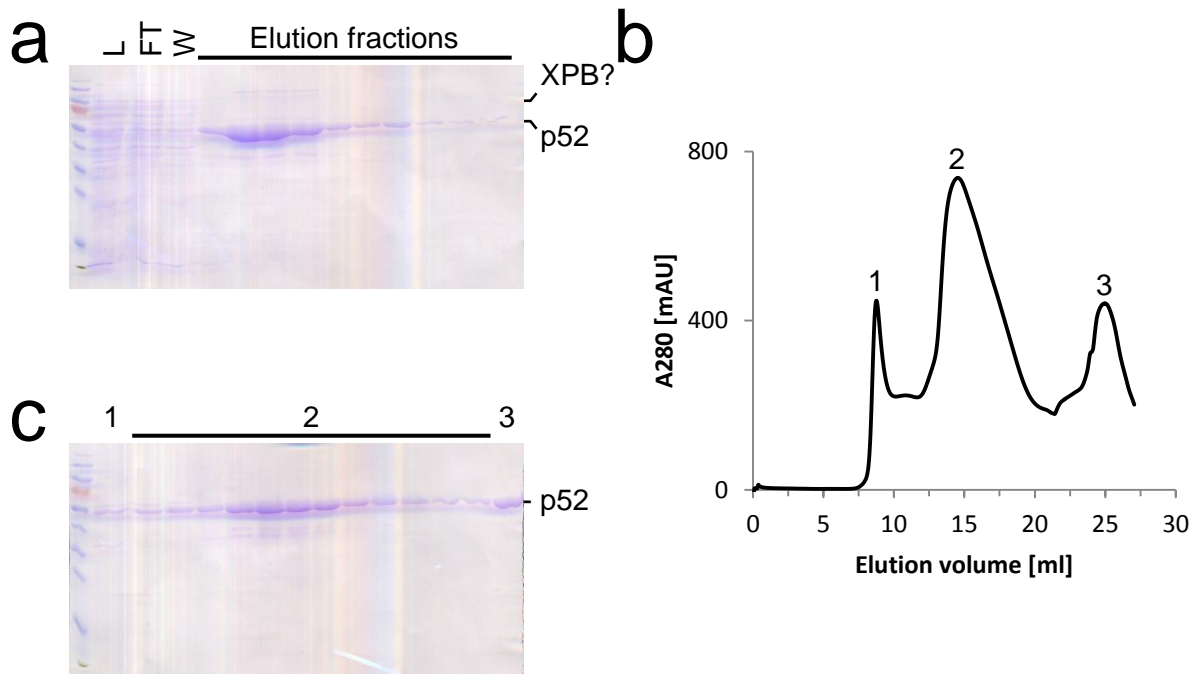 a
L FT W
Elution fractions
XPB?
p52
b
800
400
0
A280 [mAU]
1
2
3
0 5 10 15 20 25 30
Elution volume [ml]
c
1 2 3
p52